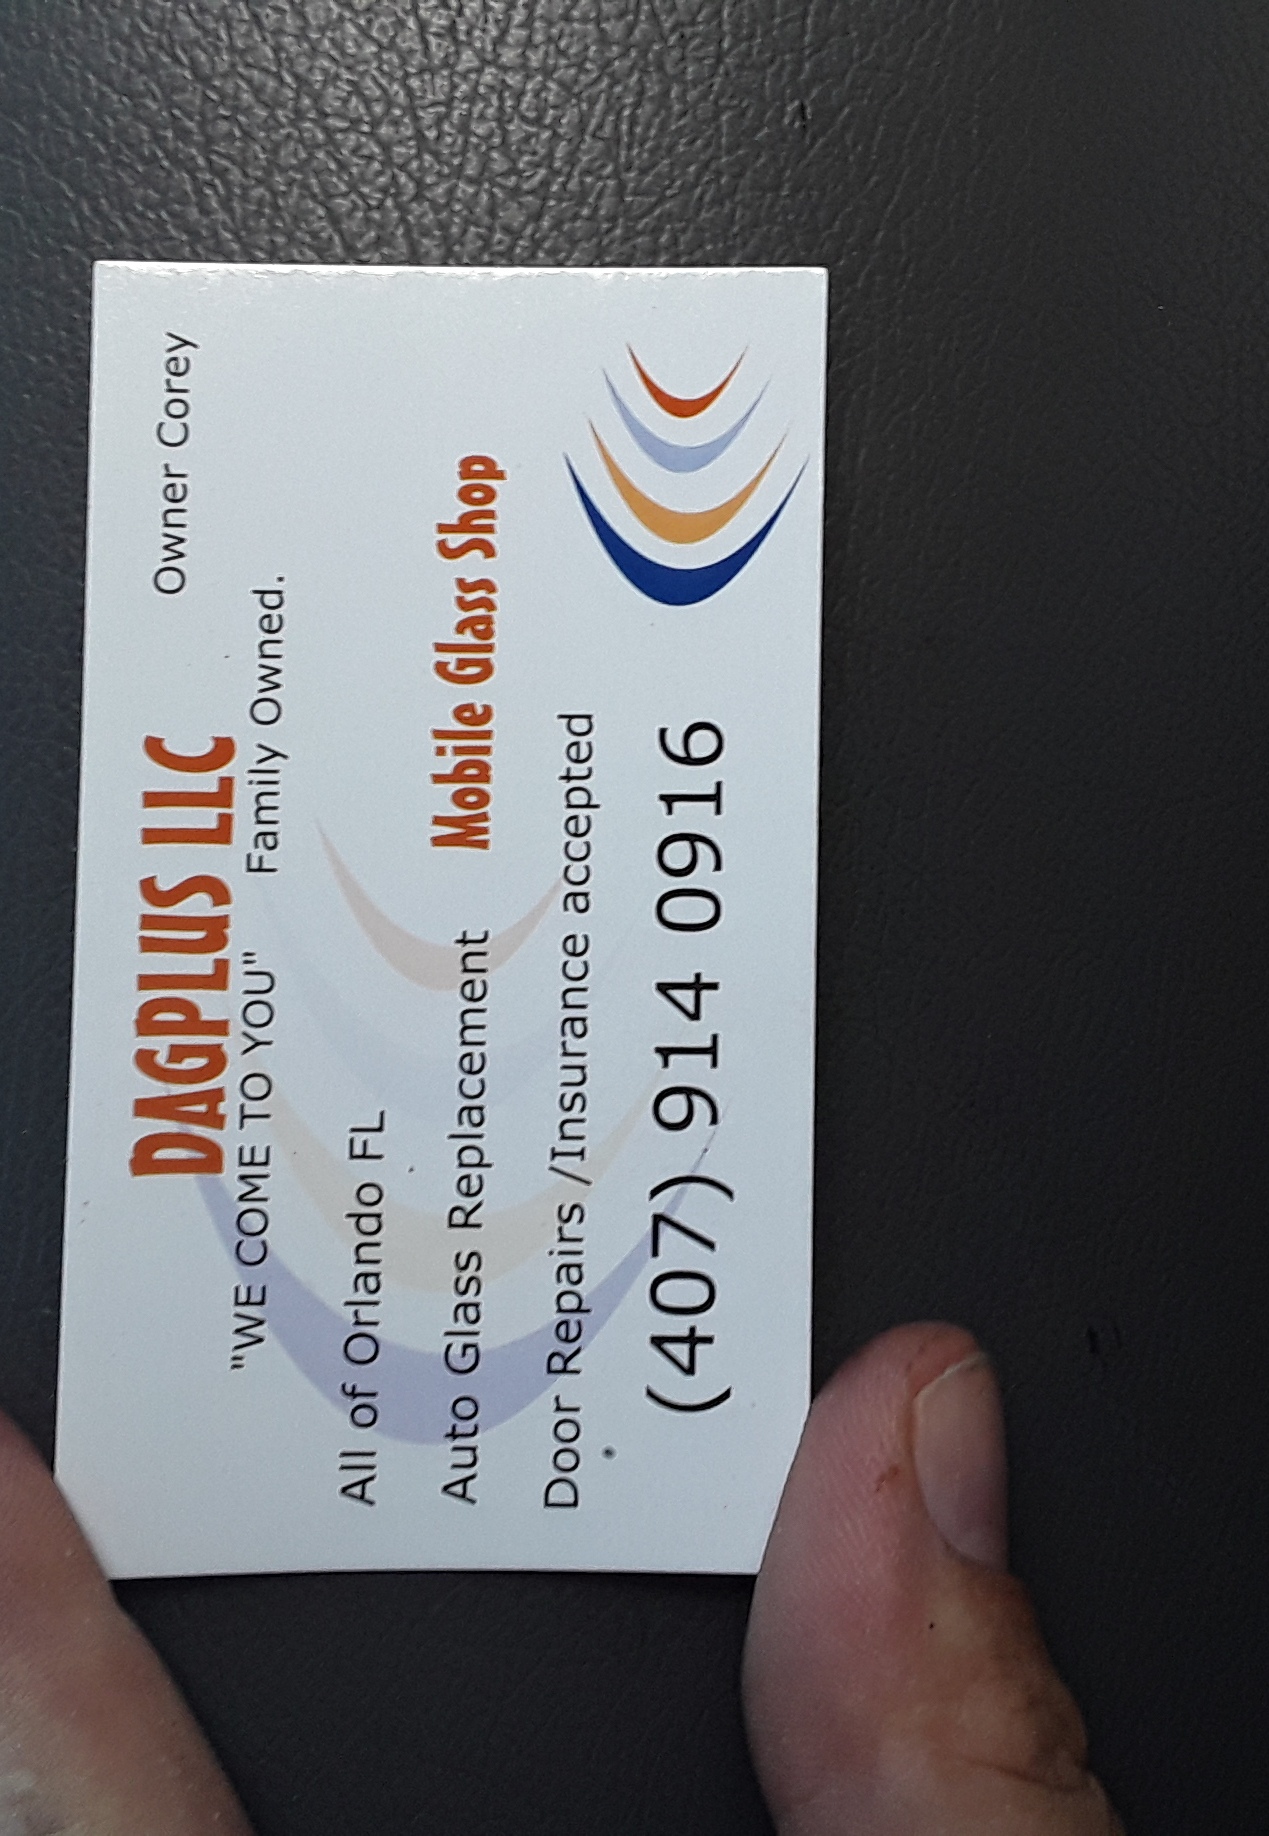 DAGPLUS LLC
Owner Corey
"WE COME TO YOU" Family Owned.
All of Orlando FL
Auto Glass Replacement Mobile Glass Shop
Door Repairs /Insurance accepted
(407) 914 0916